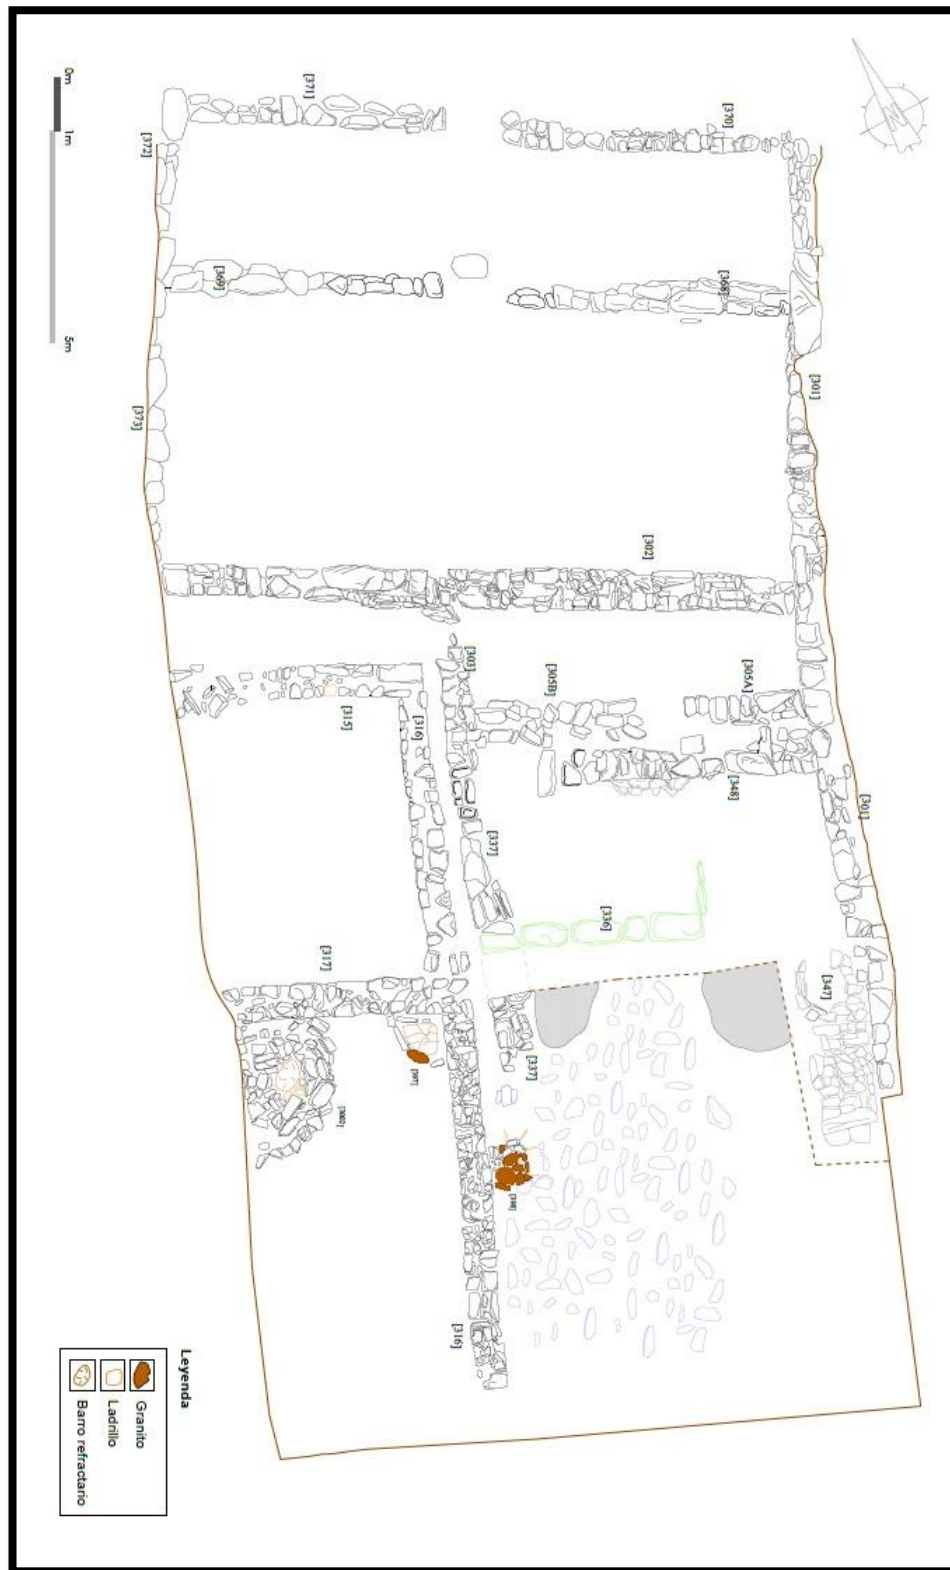 0m
1m
5m
[371]
[370]
[372]
[369]
[368]
[301]
[373]
[302]
[303]
[305B]
[305A]
[315]
[316]
[348]
[301]
[337]
[336]
[317]
[347]
[337]
[316]
Leyenda
Granito
Ladrillo
Barro refractario